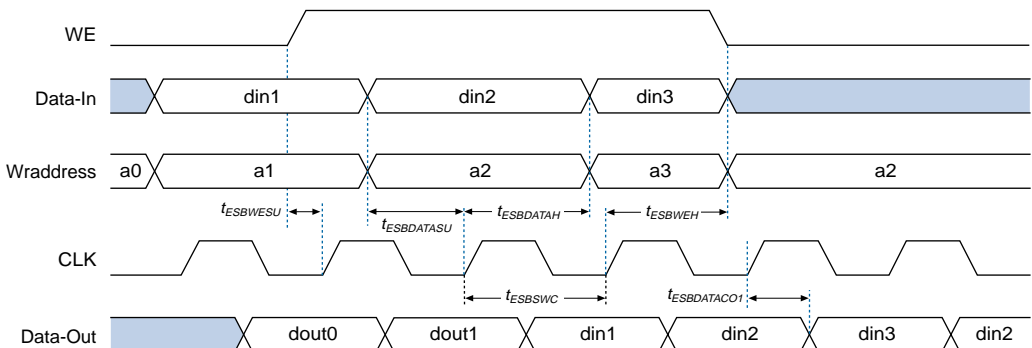 WE
Data-In din1 din2 din3
Wraddress a0 a1 a2 a3 a2
tESBWESU tESBDATASU tESBDATAH tESBWEH
CLK
tESBSWC tESBDATACO1
Data-Out dout0 dout1 din1 din2 din3 din2